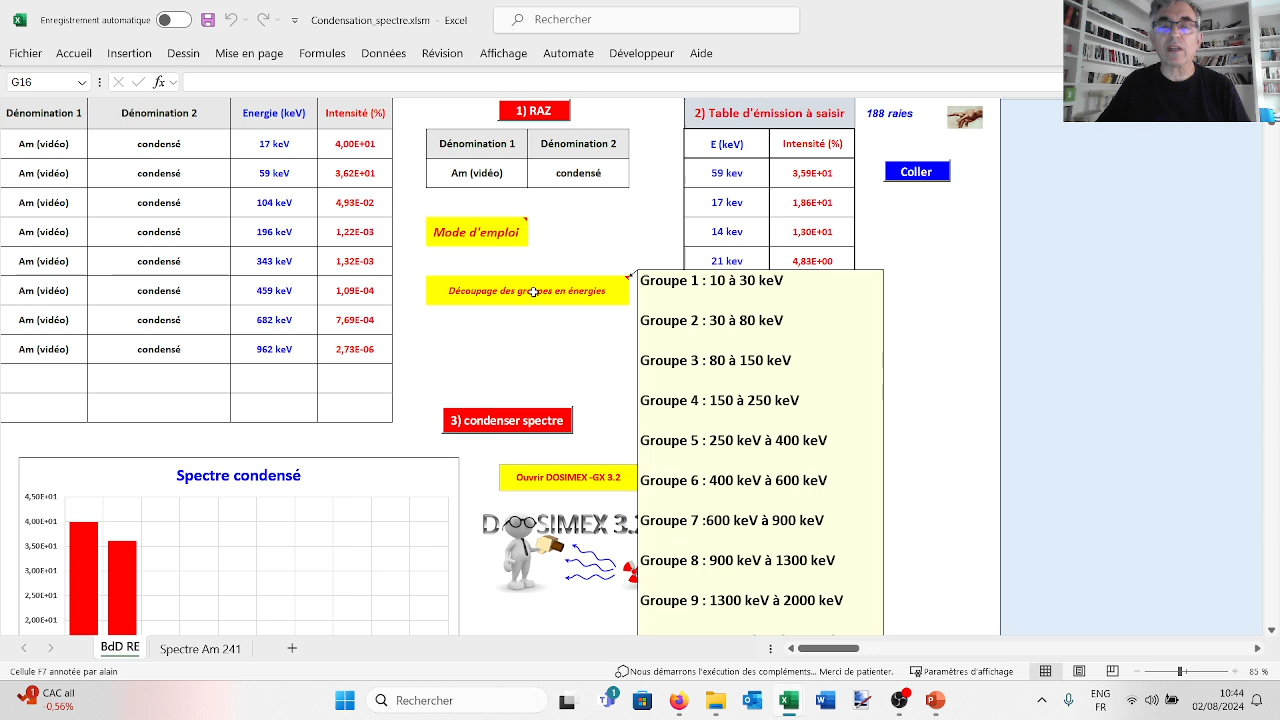 Enregistrement automatique
Condensation_spectre.xlsm - Excel
Rechercher
Fichier Accueil Insertion Dessin Mise en page Formules Données Révision Affichage Automate Développeur Aide
G16
fx
Dénomination 1 Dénomination 2 Energie (keV) Intensité (%)
Am (vidéo) condensé 17 keV 4,00E+01
Am (vidéo) condensé 59 keV 3,62E+01
Am (vidéo) condensé 104 keV 4,93E-02
Am (vidéo) condensé 196 keV 1,22E-03
Am (vidéo) condensé 343 keV 1,32E-03
Am (vidéo) condensé 459 keV 1,09E-04
Am (vidéo) condensé 682 keV 7,69E-04
Am (vidéo) condensé 962 keV 2,73E-06
1) RAZ
Dénomination 1 Dénomination 2
Am (vidéo) condensé
Mode d'emploi
Découpage des groupes en énergies
3) condenser spectre
Ouvrir DOSIMEX -GX 3.2
DOSIMEX 3.2
2) Table d'émission à saisir
E (keV) Intensité (%)
59 kev 3,59E+01
17 kev 1,86E+01
14 kev 1,30E+01
21 kev 4,83E+00
188 raies
Coller
Groupe 1 : 10 à 30 keV
Groupe 2 : 30 à 80 keV
Groupe 3 : 80 à 150 keV
Groupe 4 : 150 à 250 keV
Groupe 5 : 250 keV à 400 keV
Groupe 6 : 400 keV à 600 keV
Groupe 7 :600 keV à 900 keV
Groupe 8 : 900 keV à 1300 keV
Groupe 9 : 1300 keV à 2000 keV
Spectre condensé
4,50E+01
4,00E+01
3,50E+01
3,00E+01
2,50E+01
2,00E+01
BdD RE Spectre Am 241
Cellule F7 annotée par alain
Nous démarrons l'exécution des compléments... Merci de patienter.
Paramètres d'affichage
85 %
1
CAC all
0.56%
Rechercher
1
ENG
FR
10:44
02/08/2024